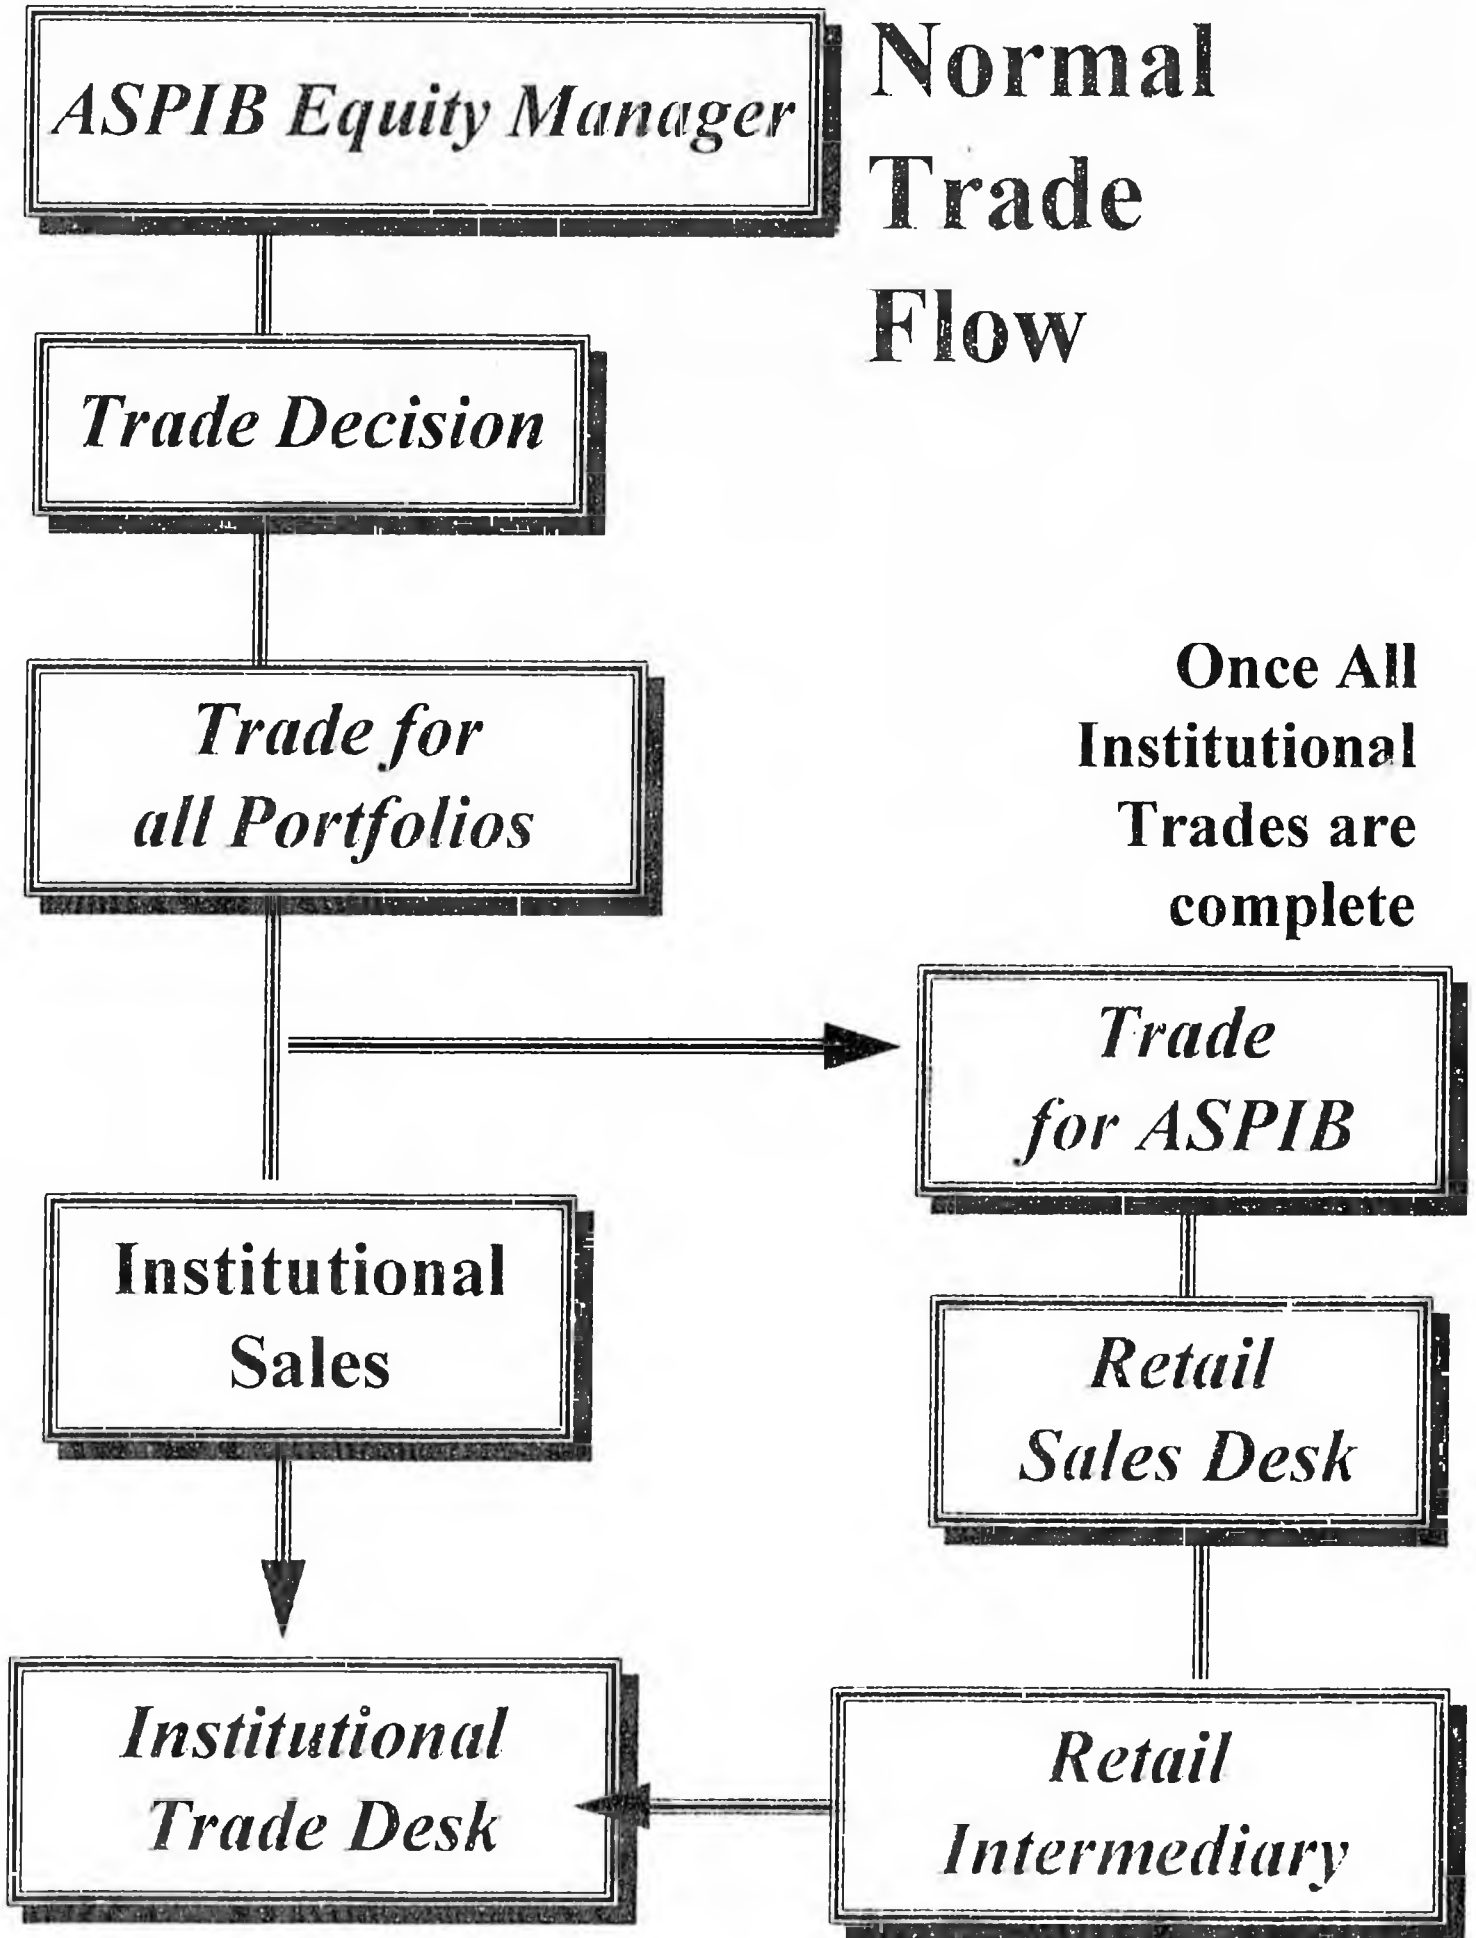 ASPIB Equity Manager
Normal
Trade
Flow
Trade Decision
Trade for
all Portfolios
Once All
Institutional
Trades are
complete
Trade
for ASPIB
Institutional
Sales
Retail
Sales Desk
Institutional
Trade Desk
Retail
Intermediary